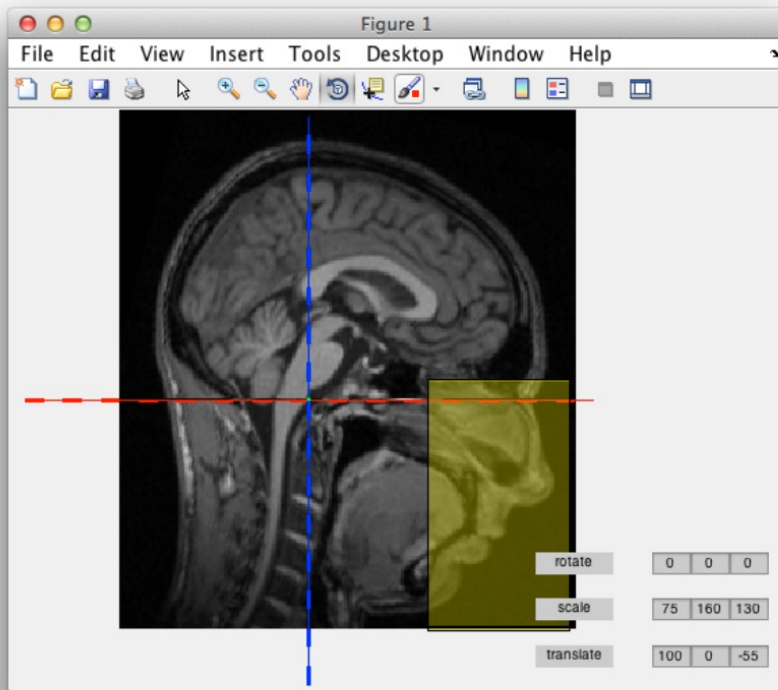 Figure 1
File Edit View Insert Tools Desktop Window Help
rotate 0 0 0
scale 75 160 130
translate 100 0 -55